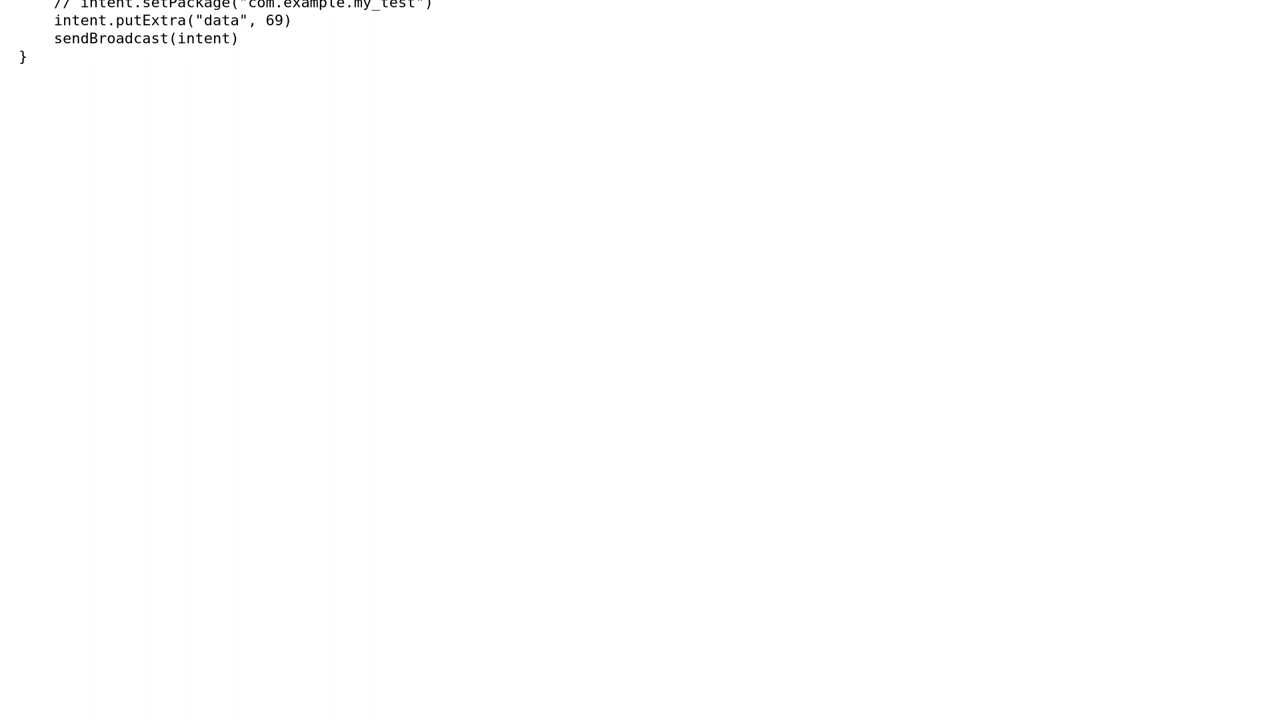 // intent.setPackage("com.example.my_test")
intent.putExtra("data", 69)
sendBroadcast(intent)
}